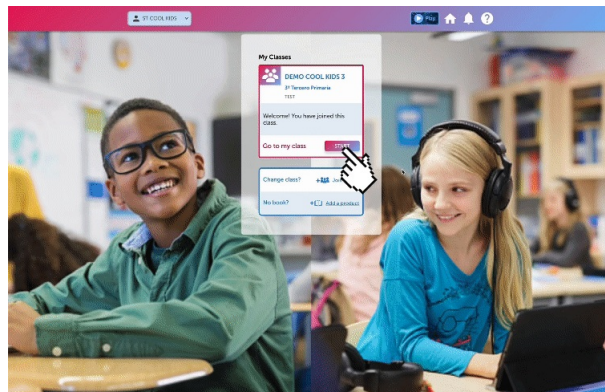 ST COOL KIDS
Play
My Classes
DEMO COOL KIDS 3
3º Tercero Primaria
TEST
Welcome! You have joined this
class.
Go to my class
START
Change class?
No book?
Add a product